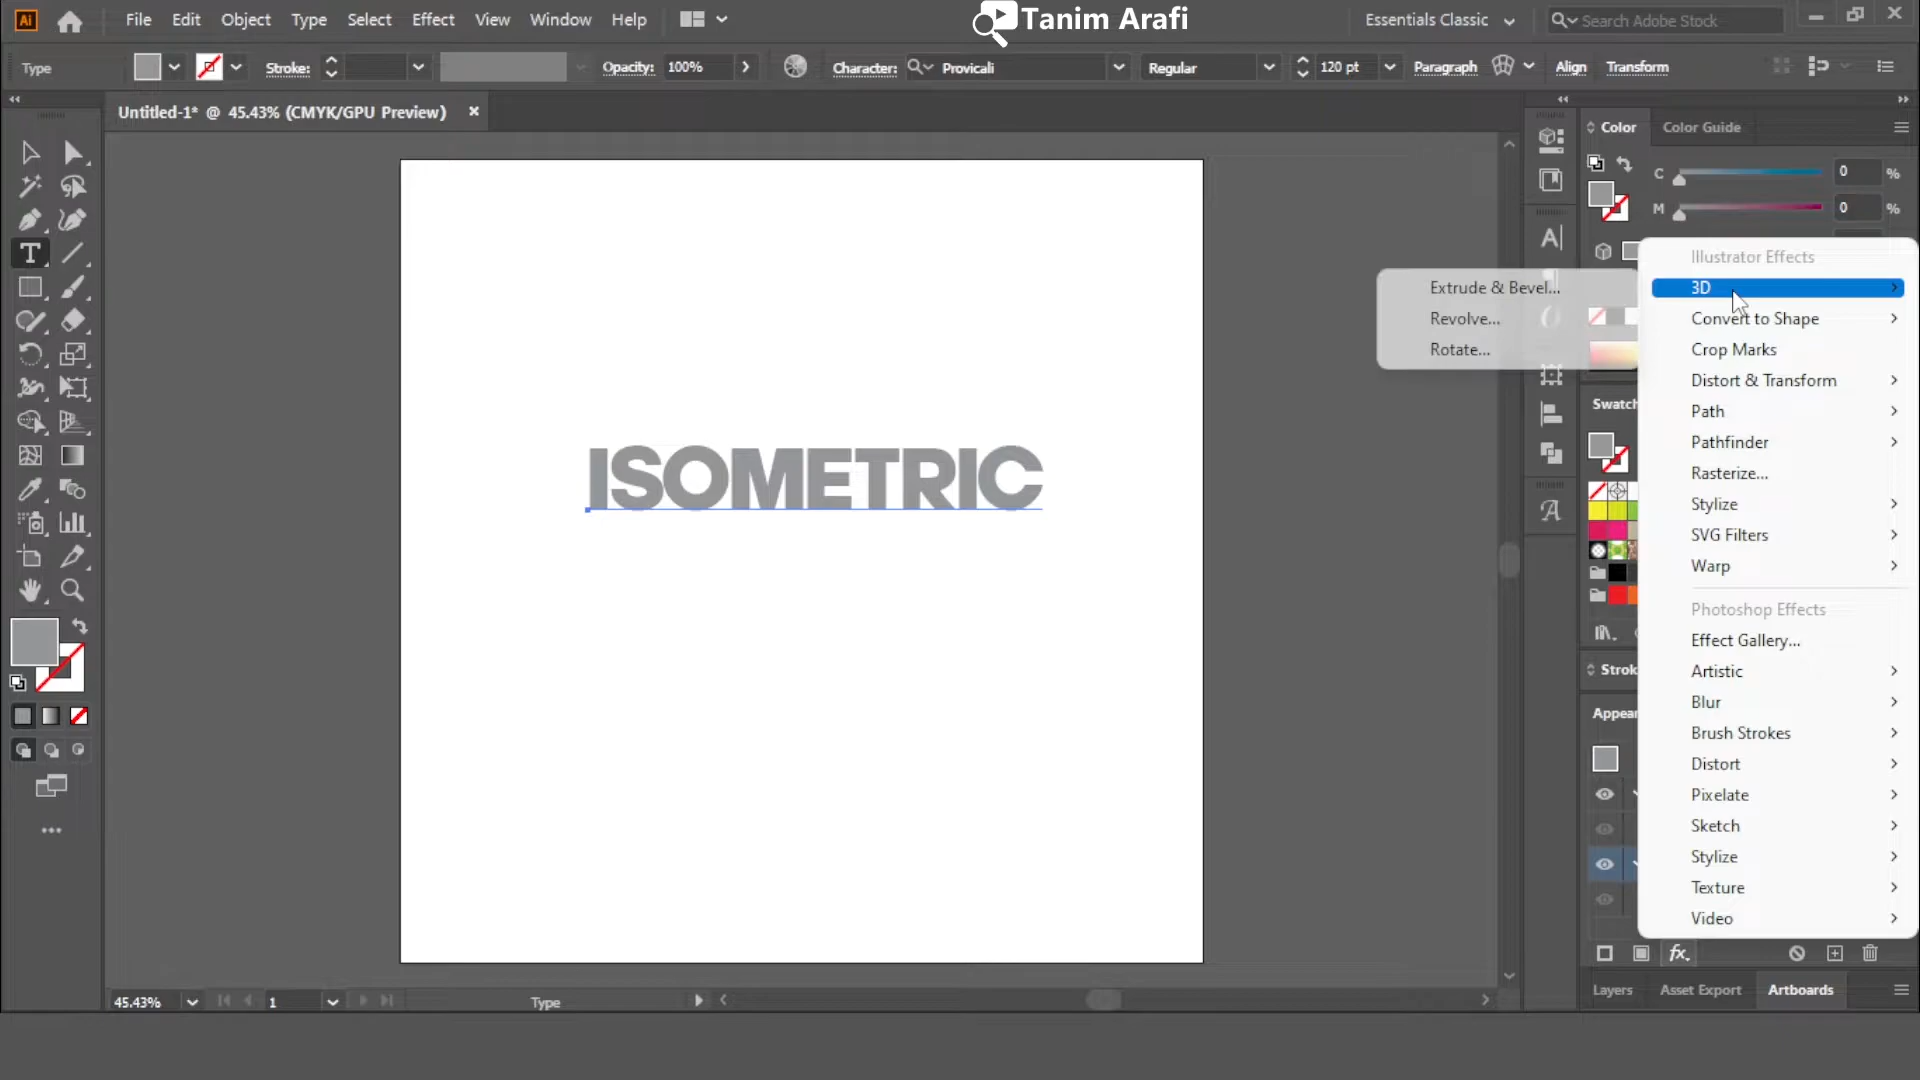 Ai File Edit Object Type Select Effect View Window Help Tanim Arafi Essentials Classic Search Adobe Stock
Type Stroke: Opacity: 100% Character: Provicali Regular 120 pt Paragraph Align Transform
Untitled-1* @ 45.43% (CMYK/GPU Preview)
Color Color Guide
C 0 %
M 0 %
Illustrator Effects
3D
Convert to Shape
Crop Marks
Distort & Transform
Path
Pathfinder
Rasterize...
Stylize
SVG Filters
Warp
Photoshop Effects
Effect Gallery...
Artistic
Blur
Brush Strokes
Distort
Pixelate
Sketch
Stylize
Texture
Video
Extrude & Bevel...
Revolve...
Rotate...
ISOMETRIC
Swatch
Strok
Appear
fx
Layers Asset Export Artboards
45.43% 1 Type